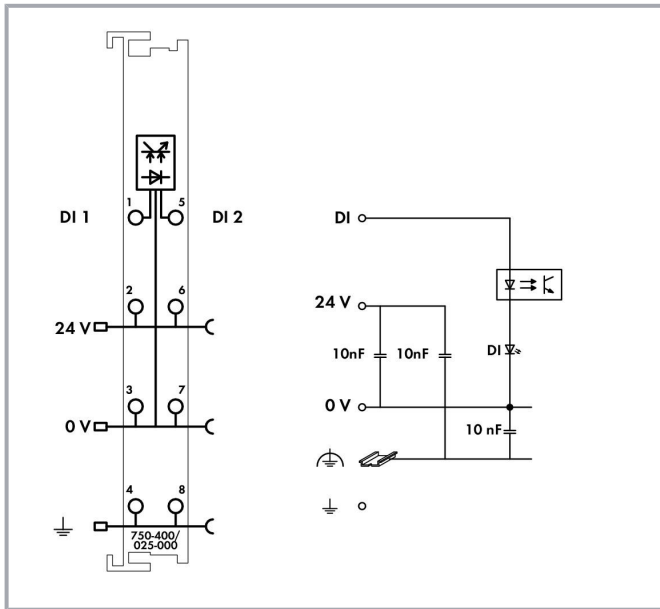 1
5
DI 1
DI 2
2
6
24 V
3
7
0 V
4
8
750-400/
025-000
DI
24 V
10nF
10nF
DI
0 V
10 nF